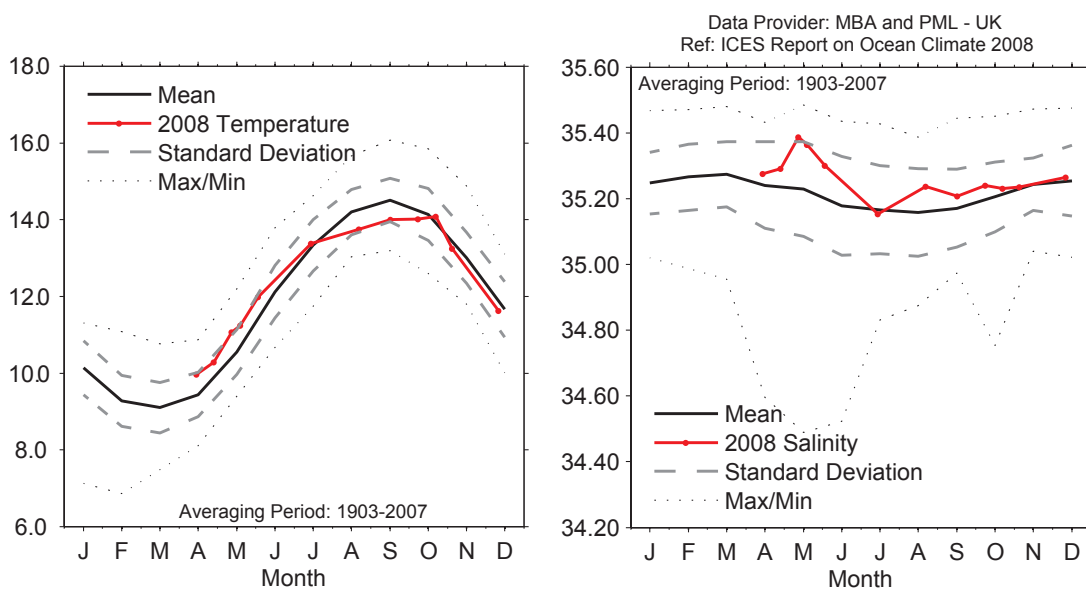 Data Provider: MBA and PML - UK
Ref: ICES Report on Ocean Climate 2008
18.0
16.0
14.0
12.0
10.0
8.0
6.0
Mean
2008 Temperature
Standard Deviation
Max/Min
Averaging Period: 1903-2007
J F M A M J J A S O N D
Month
35.60
35.40
35.20
35.00
34.80
34.60
34.40
34.20
Averaging Period: 1903-2007
Mean
2008 Salinity
Standard Deviation
Max/Min
J F M A M J J A S O N D
Month